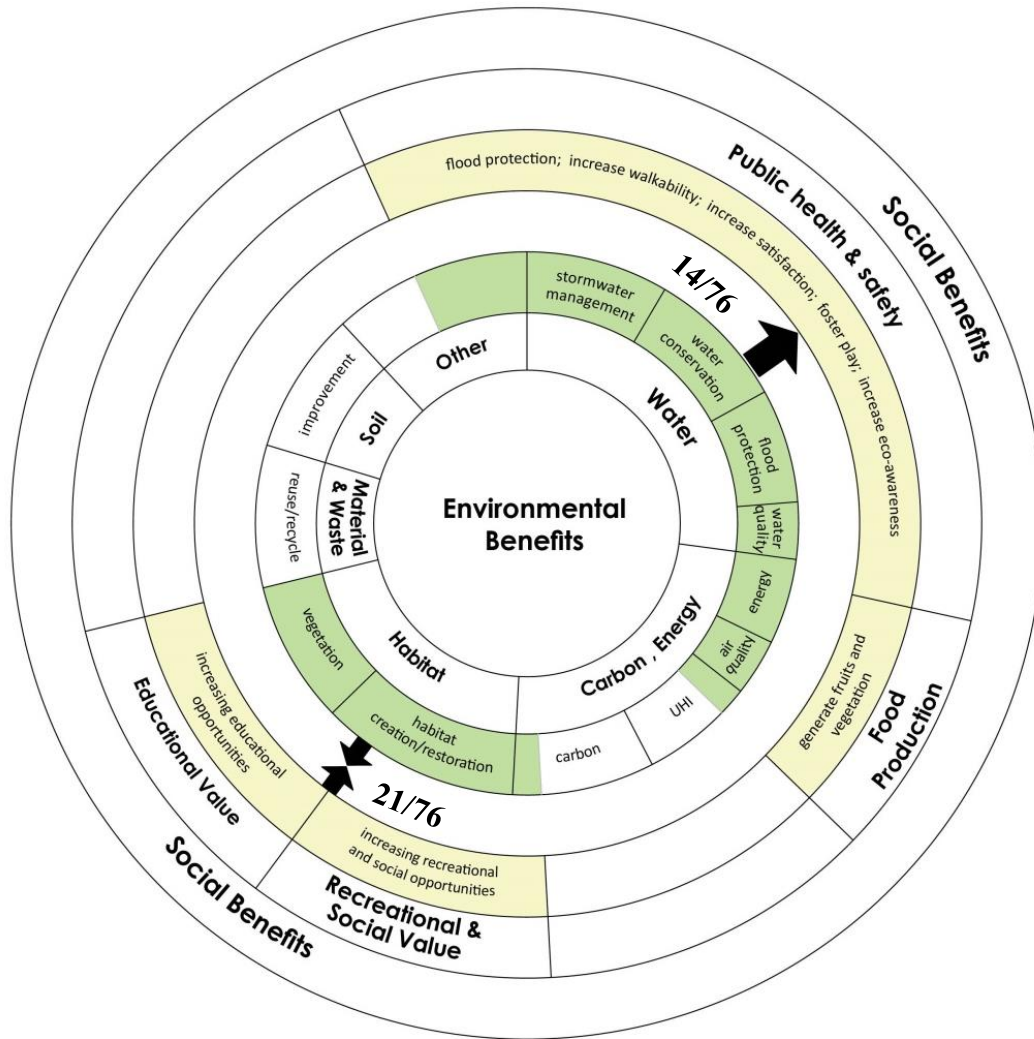 Environmental
Benefits
Water
Carbon , Energy
Habitat
Material
& Waste
Soil
Other
stormwater
management
water
conservation
flood
protection
water
quality
energy
air
quality
UHI
carbon
habitat
creation/restoration
vegetation
reuse/recycle
improvement
14/76
21/76
flood protection; increase walkability; increase satisfaction; foster play; increase eco-awareness
generate fruits and
vegetation
increasing recreational
and social opportunities
increasing educational
opportunities
Public health & safety
Food
Production
Recreational &
Social Value
Educational Value
Social Benefits
Social Benefits